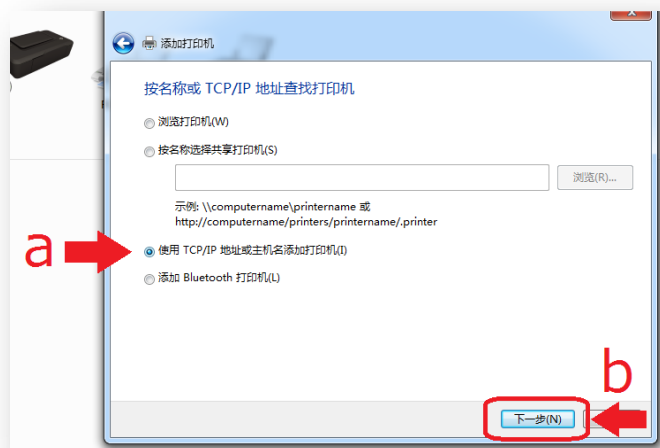 添加打印机
按名称或 TCP/IP 地址查找打印机
浏览打印机(W)
按名称选择共享打印机(S)
浏览(R)...
示例: \\computername\printername 或
http://computername/printers/printername/.printer
a
使用 TCP/IP 地址或主机名添加打印机(I)
添加 Bluetooth 打印机(L)
b
下一步(N)